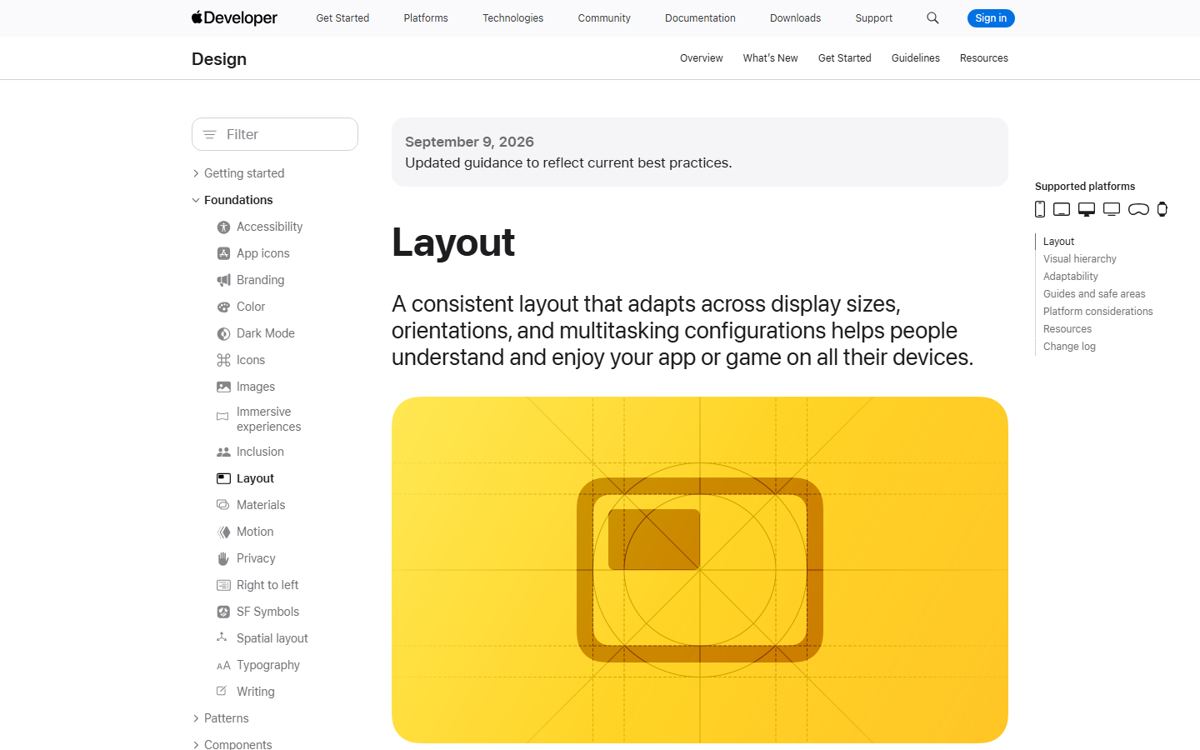 Developer
Get Started
Platforms
Technologies
Community
Documentation
Downloads
Support
Sign in
Design
Overview
What's New
Get Started
Guidelines
Resources
Filter
Getting started
Foundations
Accessibility
App icons
Branding
Color
Dark Mode
Icons
Images
Immersive
experiences
Inclusion
Layout
Materials
Motion
Privacy
Right to left
SF Symbols
Spatial layout
Typography
Writing
Patterns
Components
September 9, 2026
Updated guidance to reflect current best practices.
Layout
A consistent layout that adapts across display sizes,
orientations, and multitasking configurations helps people
understand and enjoy your app or game on all their devices.
Supported platforms
Layout
Visual hierarchy
Adaptability
Guides and safe areas
Platform considerations
Resources
Change log